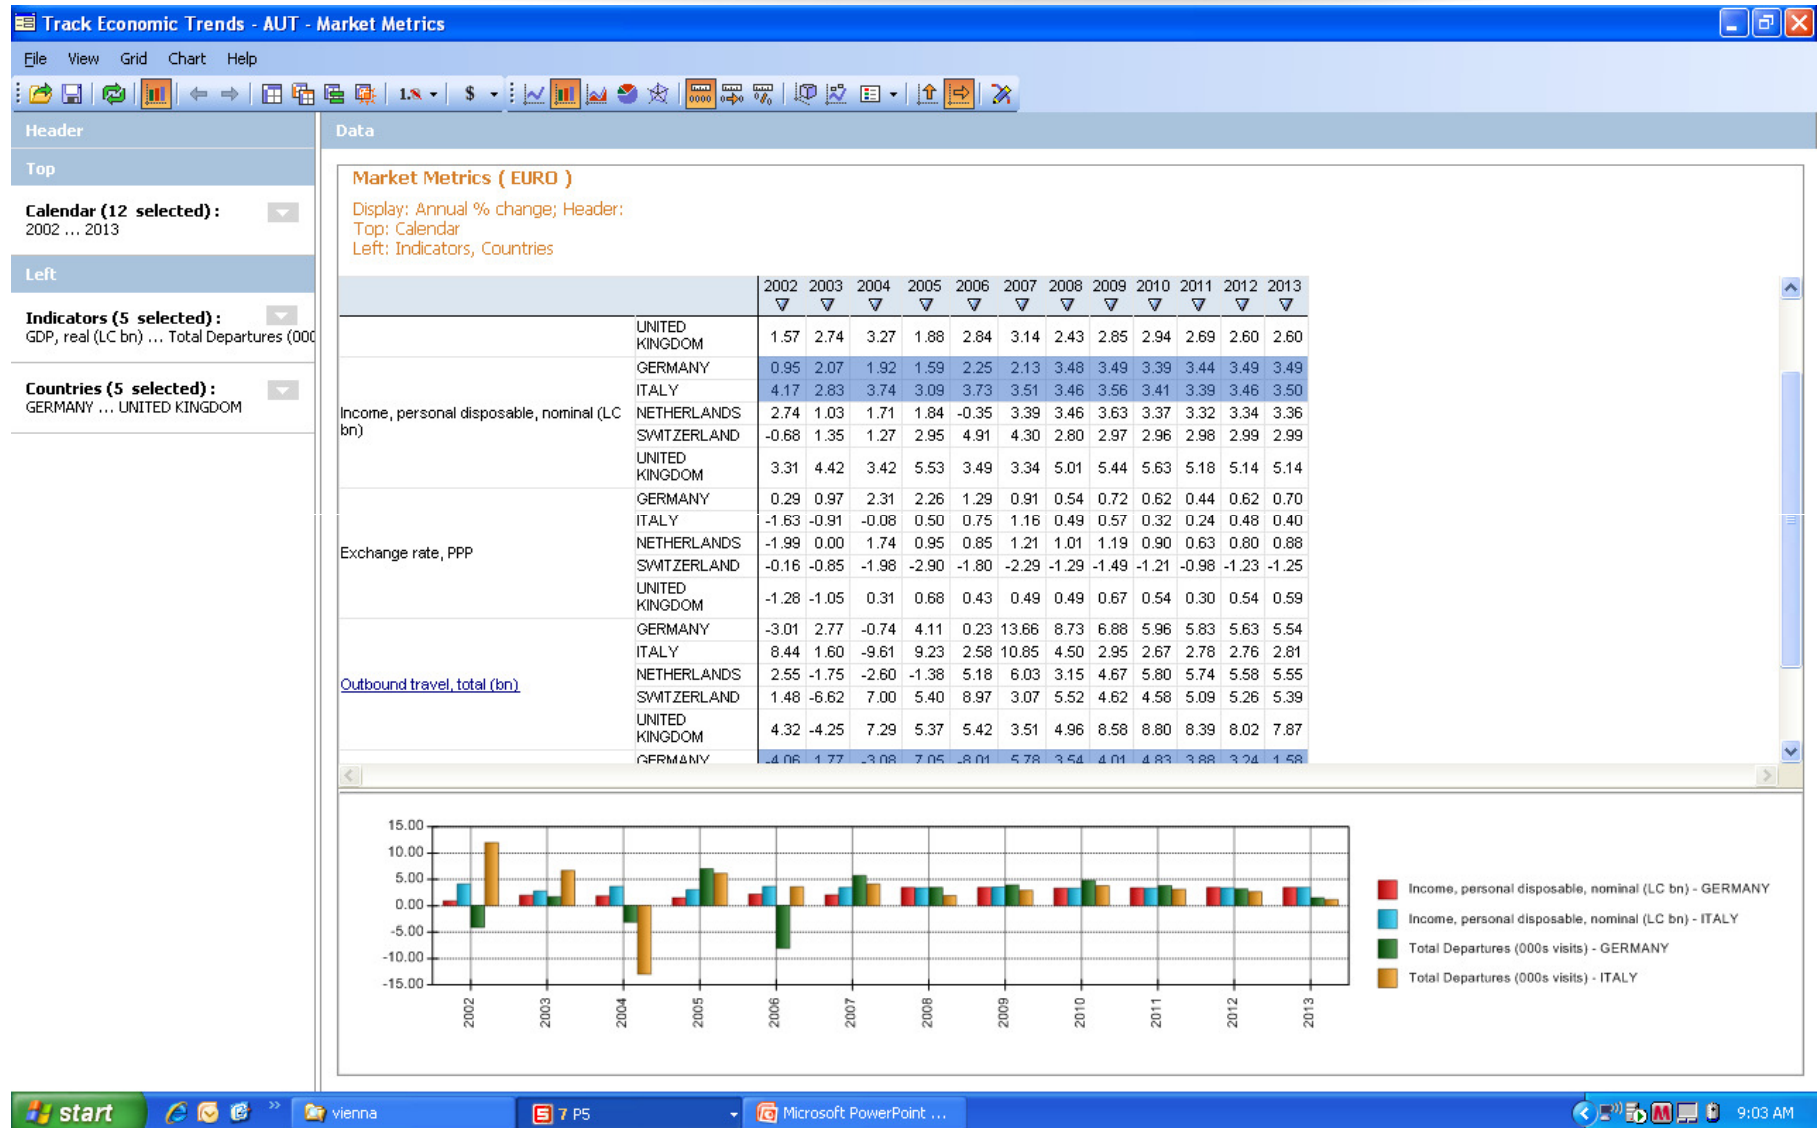 Track Economic Trends - AUT - Market Metrics
File View Grid Chart Help
Header
Data
Top
Calendar (12 selected) :
2002 ... 2013
Left
Indicators (5 selected) :
GDP, real (LC bn) ... Total Departures (000
Countries (5 selected) :
GERMANY ... UNITED KINGDOM
Market Metrics ( EURO )
Display: Annual % change; Header:
Top: Calendar
Left: Indicators, Countries
2002 2003 2004 2005 2006 2007 2008 2009 2010 2011 2012 2013
UNITED KINGDOM 1.57 2.74 3.27 1.88 2.84 3.14 2.43 2.85 2.94 2.69 2.60 2.60
Income, personal disposable, nominal (LC bn)
GERMANY 0.95 2.07 1.92 1.59 2.25 2.13 3.48 3.49 3.39 3.44 3.49 3.49
ITALY 4.17 2.83 3.74 3.09 3.73 3.51 3.46 3.56 3.41 3.39 3.46 3.50
NETHERLANDS 2.74 1.03 1.71 1.84 -0.35 3.39 3.46 3.63 3.37 3.32 3.34 3.36
SWITZERLAND -0.68 1.35 1.27 2.95 4.91 4.30 2.80 2.97 2.96 2.98 2.99 2.99
UNITED KINGDOM 3.31 4.42 3.42 5.53 3.49 3.34 5.01 5.44 5.63 5.18 5.14 5.14
Exchange rate, PPP
GERMANY 0.29 0.97 2.31 2.26 1.29 0.91 0.54 0.72 0.62 0.44 0.62 0.70
ITALY -1.63 -0.91 -0.08 0.50 0.75 1.16 0.49 0.57 0.32 0.24 0.48 0.40
NETHERLANDS -1.99 0.00 1.74 0.95 0.85 1.21 1.01 1.19 0.90 0.63 0.80 0.88
SWITZERLAND -0.16 -0.85 -1.98 -2.90 -1.80 -2.29 -1.29 -1.49 -1.21 -0.98 -1.23 -1.25
UNITED KINGDOM -1.28 -1.05 0.31 0.68 0.43 0.49 0.49 0.67 0.54 0.30 0.54 0.59
Outbound travel, total (bn)
GERMANY -3.01 2.77 -0.74 4.11 0.23 13.66 8.73 6.88 5.96 5.83 5.63 5.54
ITALY 8.44 1.60 -9.61 9.23 2.58 10.85 4.50 2.95 2.67 2.78 2.76 2.81
NETHERLANDS 2.55 -1.75 -2.60 -1.38 5.18 6.03 3.15 4.67 5.80 5.74 5.58 5.55
SWITZERLAND 1.48 -6.62 7.00 5.40 8.97 3.07 5.52 4.62 4.58 5.09 5.26 5.39
UNITED KINGDOM 4.32 -4.25 7.29 5.37 5.42 3.51 4.96 8.58 8.80 8.39 8.02 7.87
GERMANY -4.06 1.77 -3.08 7.05 -8.01 5.78 3.54 4.01 4.83 3.88 3.24 1.58
15.00
10.00
5.00
0.00
-5.00
-10.00
-15.00
2002 2003 2004 2005 2006 2007 2008 2009 2010 2011 2012 2013
Income, personal disposable, nominal (LC bn) - GERMANY
Income, personal disposable, nominal (LC bn) - ITALY
Total Departures (000s visits) - GERMANY
Total Departures (000s visits) - ITALY
start
vienna
7 P5
Microsoft PowerPoint ...
9:03 AM